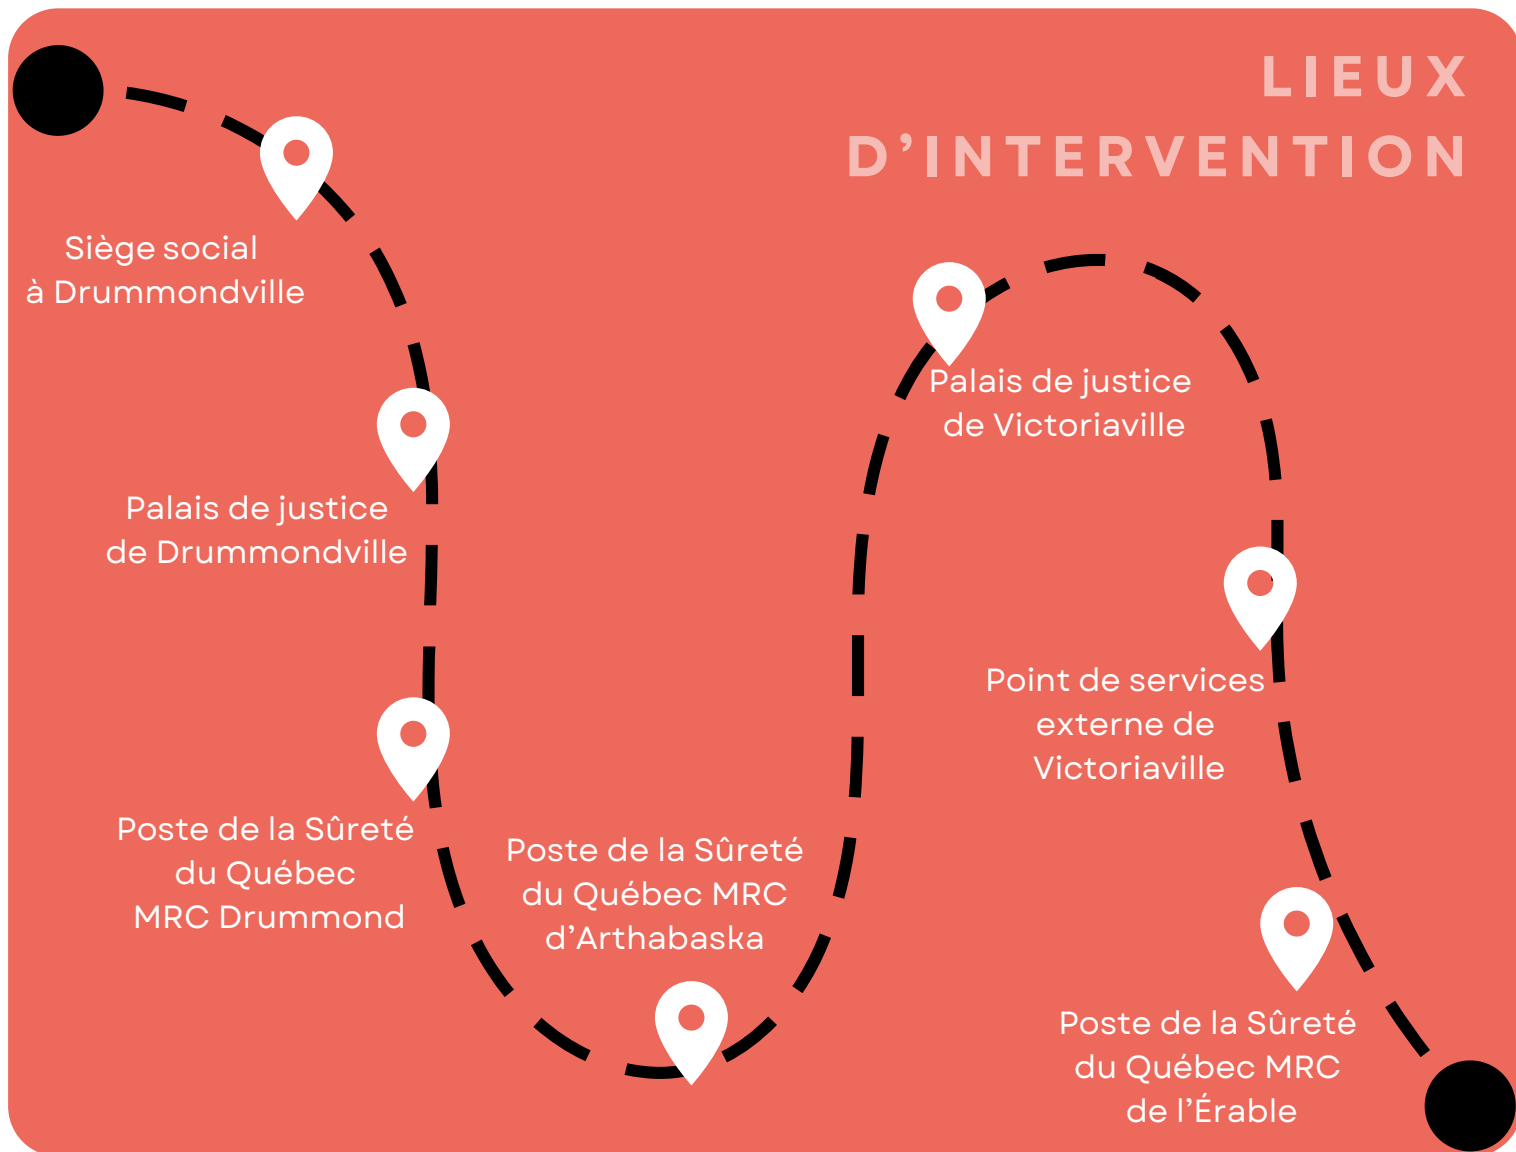 LIEUX
D’INTERVENTION
Siège social
à Drummondville
Palais de justice
de Drummondville
Poste de la Sûreté
du Québec
MRC Drummond
Poste de la Sûreté
du Québec MRC
d’Arthabaska
Palais de justice
de Victoriaville
Point de services
externe de
Victoriaville
Poste de la Sûreté
du Québec MRC
de l’Érable